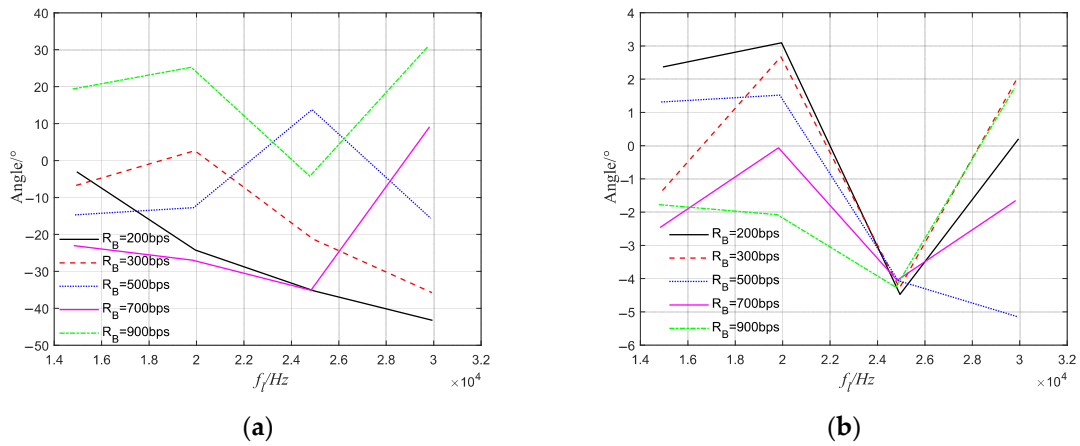 40
30
20
10
0
−10
−20
−30
−40
−50
Angle/°
R_B=200bps
R_B=300bps
R_B=500bps
R_B=700bps
R_B=900bps
1.4 1.6 1.8 2 2.2 2.4 2.6 2.8 3 3.2
f_l/Hz ×10^4
(a)
4
3
2
1
0
−1
−2
−3
−4
−5
−6
Angle/°
R_B=200bps
R_B=300bps
R_B=500bps
R_B=700bps
R_B=900bps
1.4 1.6 1.8 2 2.2 2.4 2.6 2.8 3 3.2
f_l/Hz ×10^4
(b)